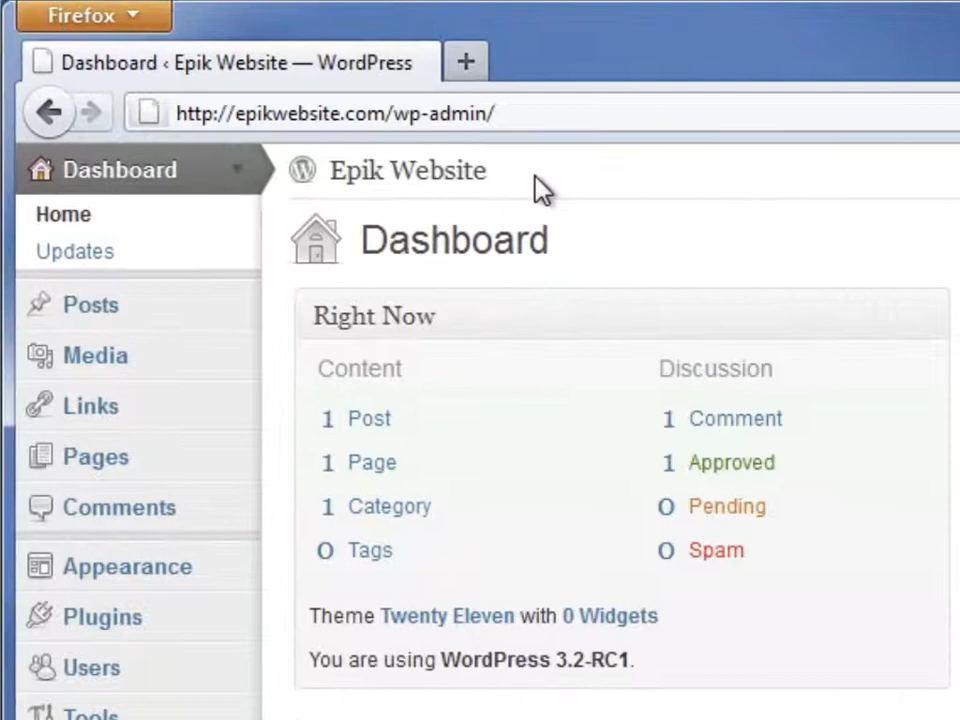 Firefox
Dashboard ‹ Epik Website — WordPress
http://epikwebsite.com/wp-admin/
Dashboard
Epik Website
Home
Updates
Dashboard
Posts
Media
Links
Pages
Comments
Appearance
Plugins
Users
Tools
Right Now
Content
Discussion
1 Post
1 Comment
1 Page
1 Approved
1 Category
0 Pending
0 Tags
0 Spam
Theme Twenty Eleven with 0 Widgets
You are using WordPress 3.2-RC1.